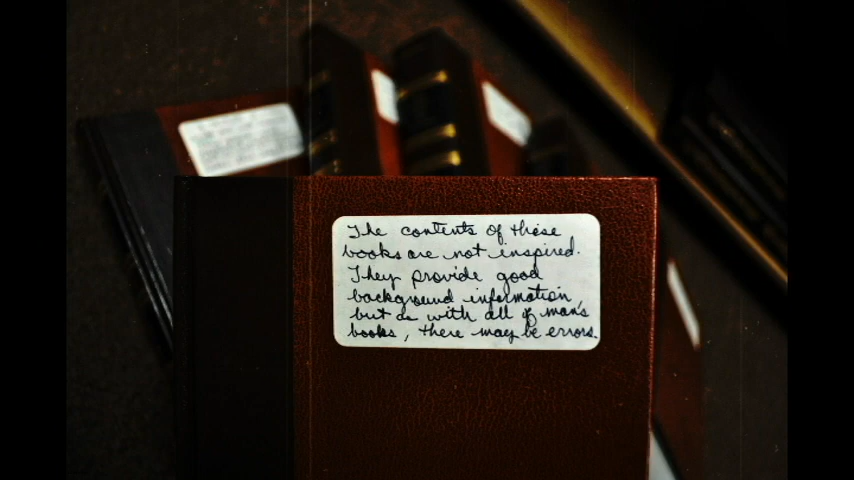 The contents of these
books are not inspired.
They provide good
background information,
but as with all of man's
books, there may be errors.